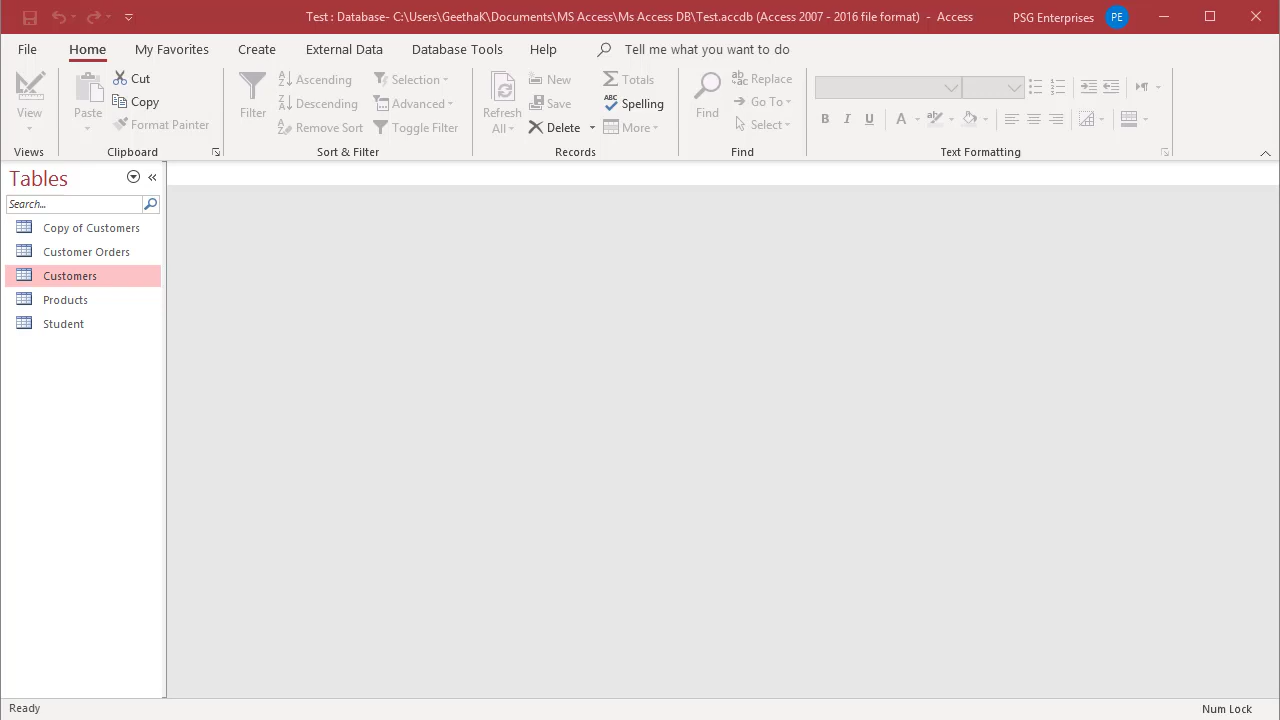 Test : Database- C:\Users\GeethaK\Documents\MS Access\Ms Access DB\Test.accdb (Access 2007 - 2016 file format) - Access
PSG Enterprises PE
File Home My Favorites Create External Data Database Tools Help Tell me what you want to do
View
Views
Paste
Cut
Copy
Format Painter
Clipboard
Filter
Ascending
Descending
Remove Sort
Selection
Advanced
Toggle Filter
Sort & Filter
Refresh
All
New
Save
Delete
Totals
Spelling
More
Records
Find
Replace
Go To
Select
Find
B I U A
Text Formatting
Tables
Search...
Copy of Customers
Customer Orders
Customers
Products
Student
Ready
Num Lock